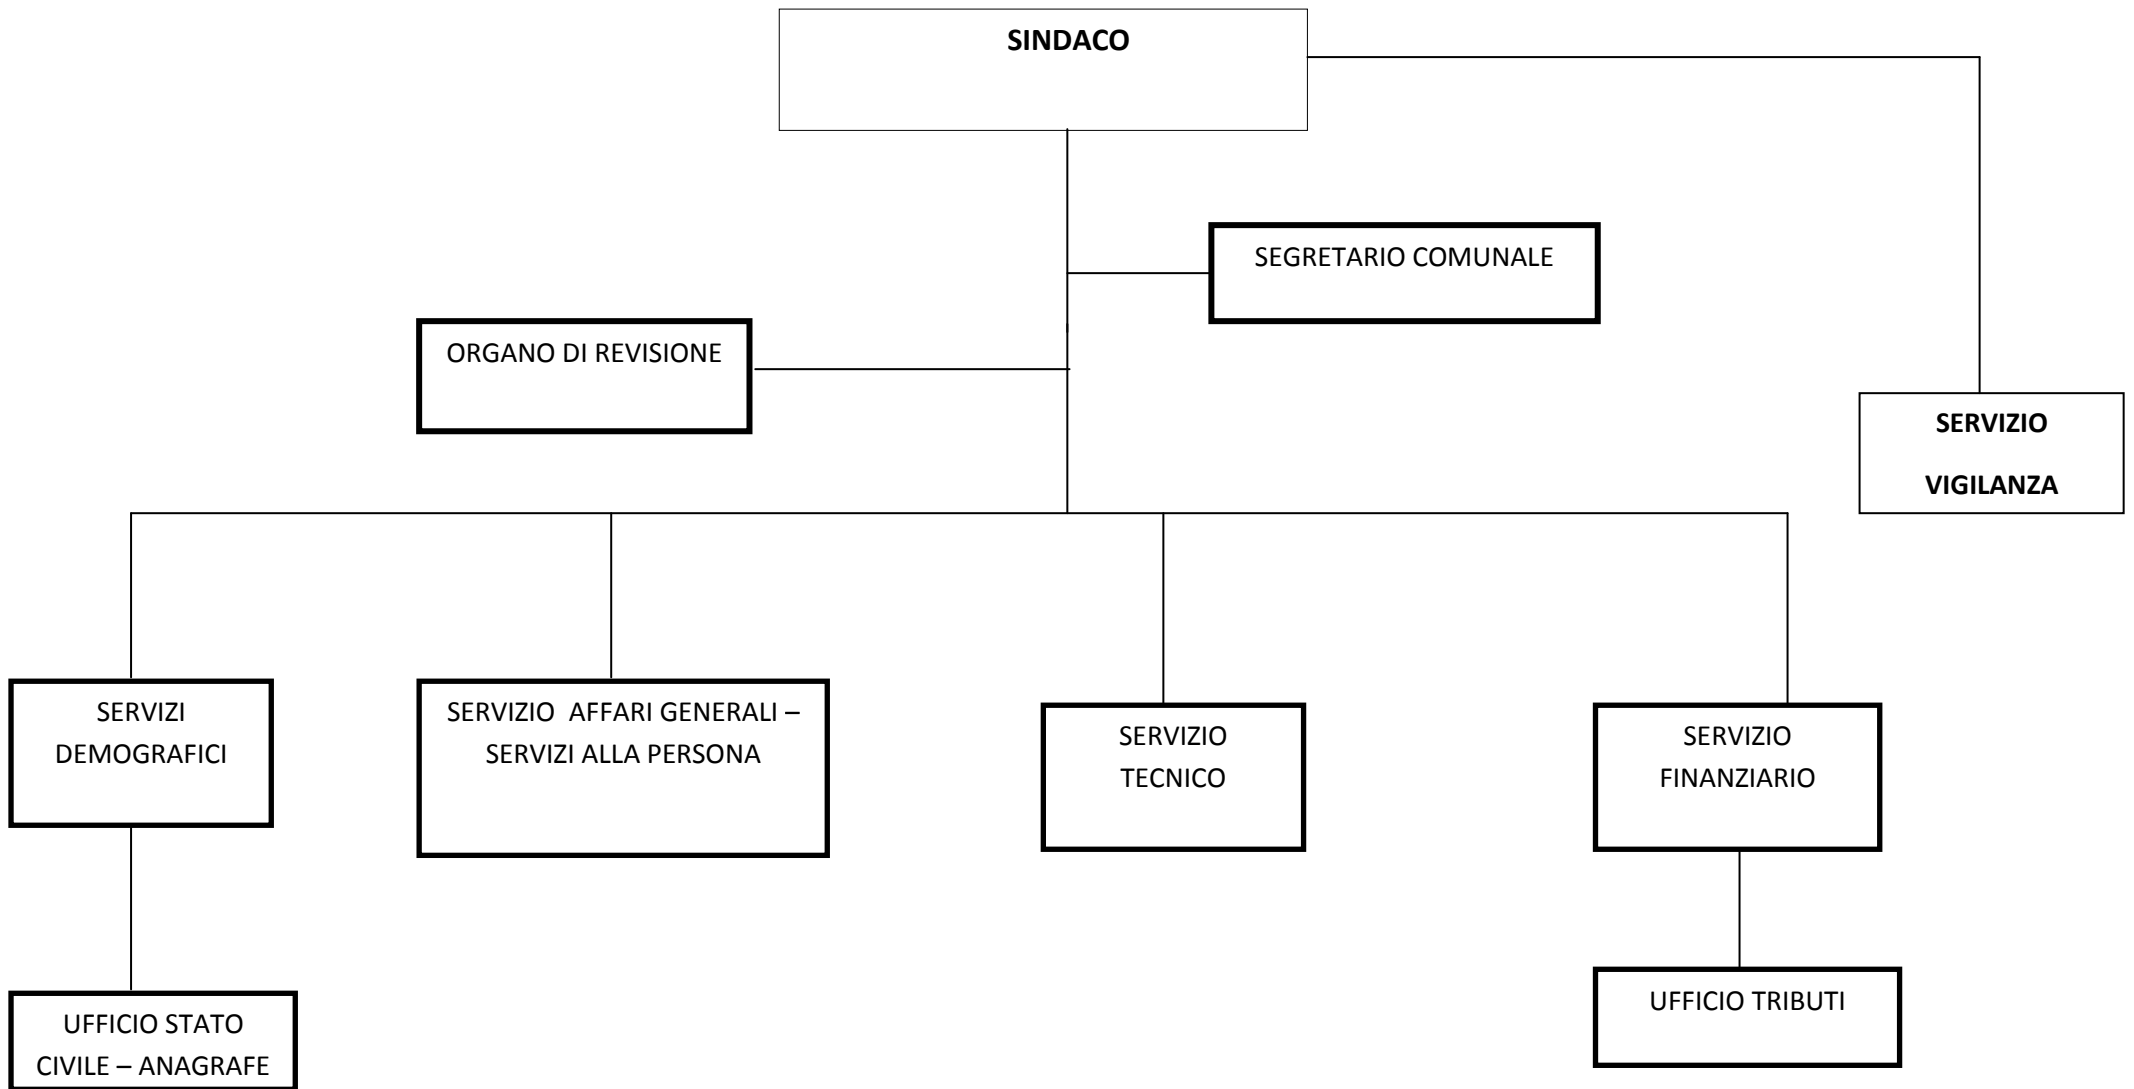 SINDACO
SEGRETARIO COMUNALE
ORGANO DI REVISIONE
SERVIZIO
VIGILANZA
SERVIZI
DEMOGRAFICI
SERVIZIO  AFFARI GENERALI –
SERVIZI ALLA PERSONA
SERVIZIO
TECNICO
SERVIZIO
FINANZIARIO
UFFICIO STATO
CIVILE – ANAGRAFE
UFFICIO TRIBUTI